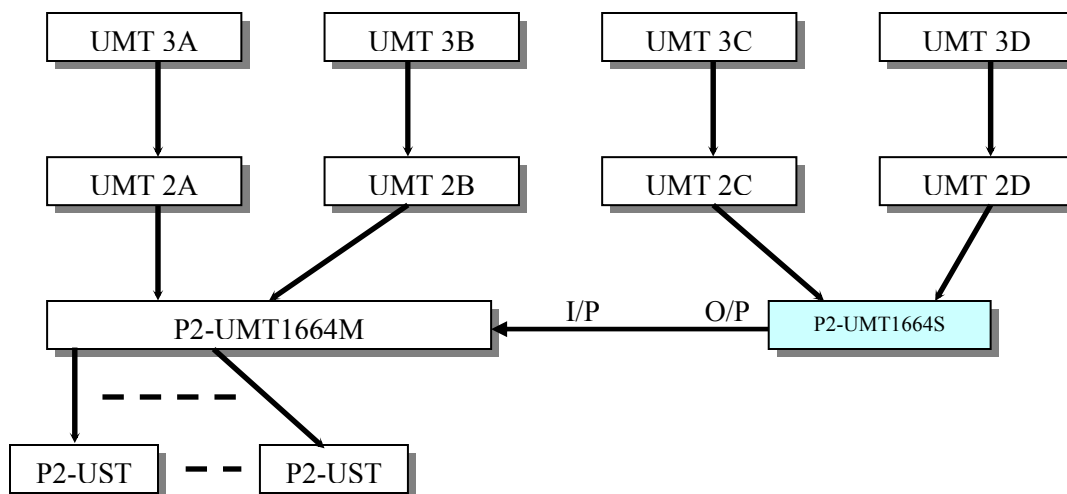 UMT 3A
UMT 3B
UMT 3C
UMT 3D
UMT 2A
UMT 2B
UMT 2C
UMT 2D
I/P
O/P
P2-UMT1664M
P2-UMT1664S
P2-UST
P2-UST